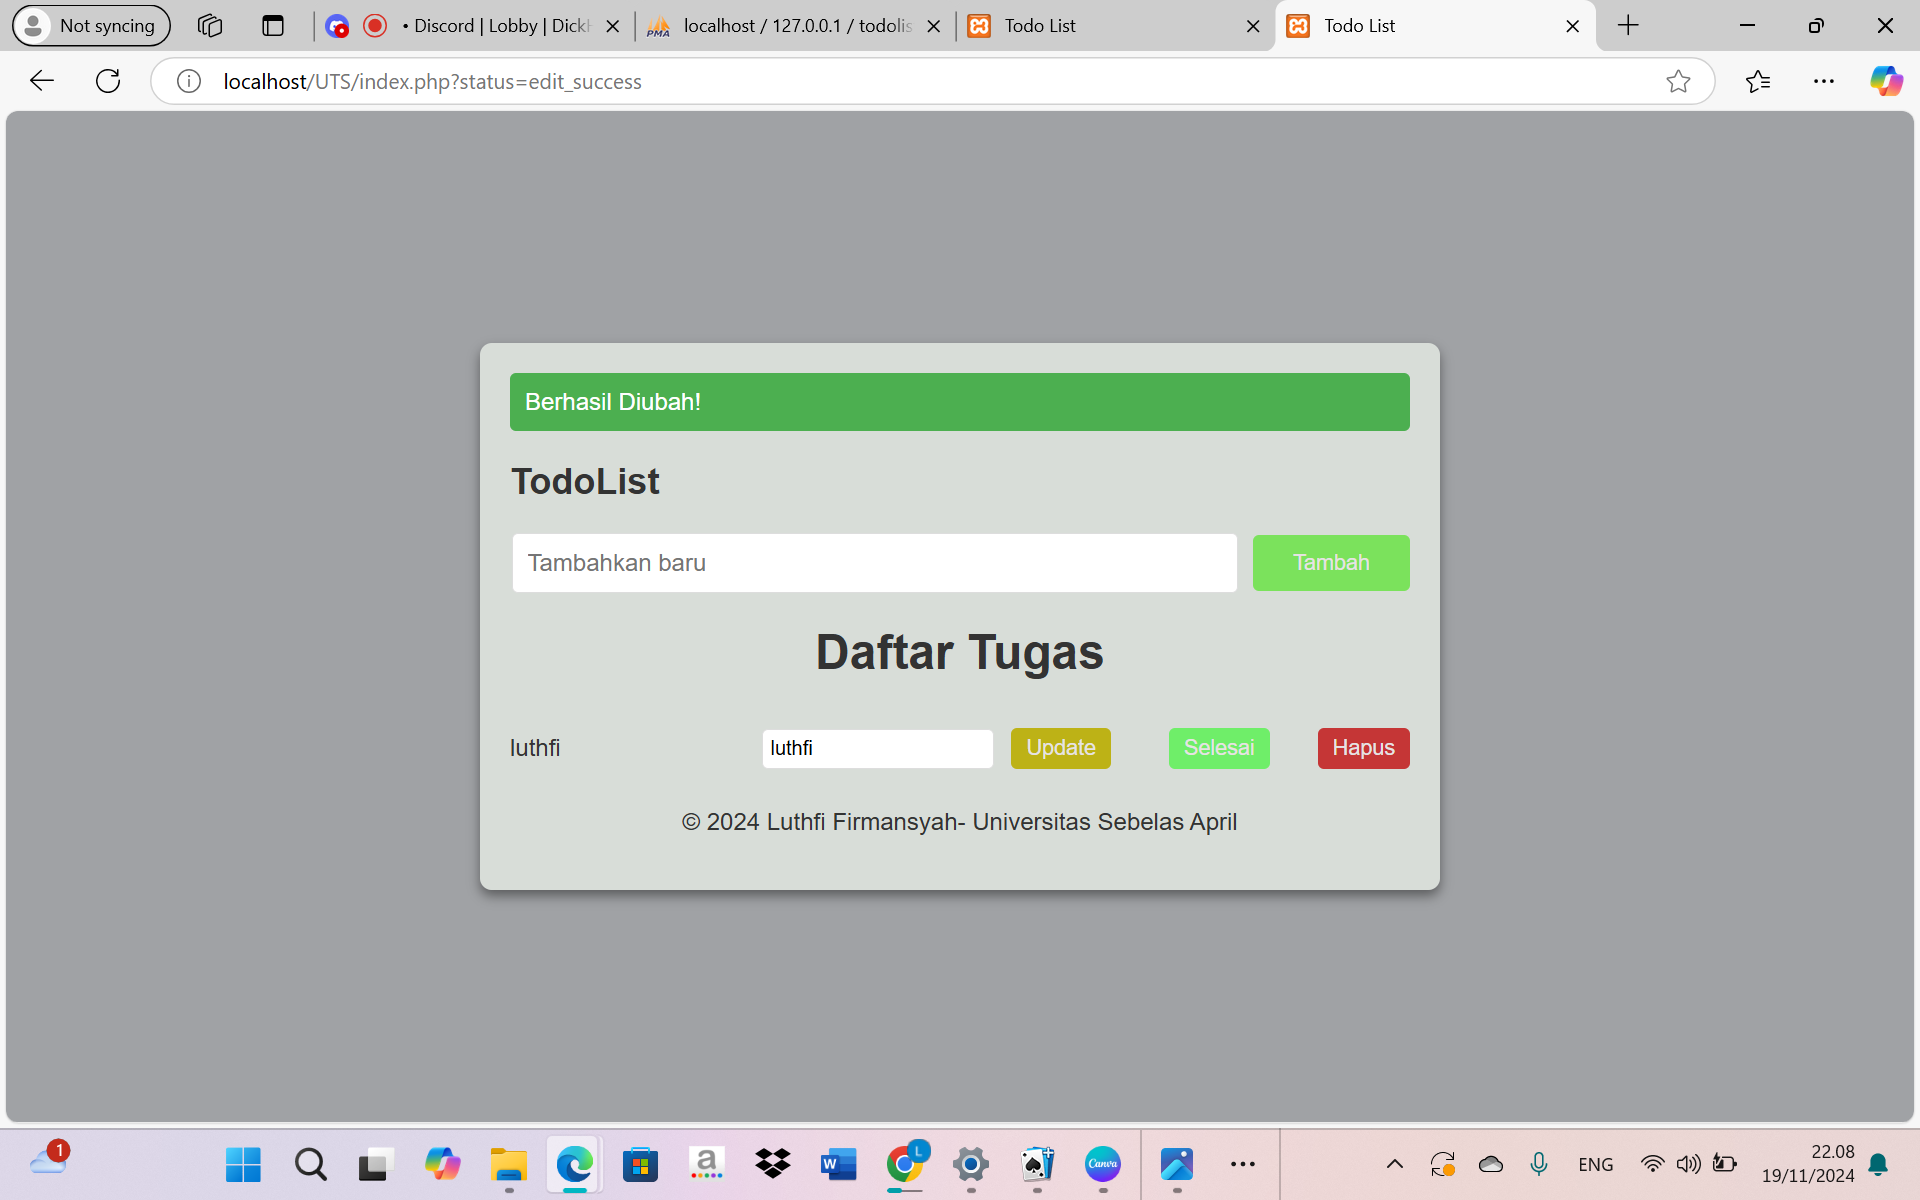 Not syncing
• Discord | Lobby | Dick
localhost / 127.0.0.1 / todolis
Todo List
Todo List
localhost/UTS/index.php?status=edit_success
Berhasil Diubah!
TodoList
Tambahkan baru
Tambah
Daftar Tugas
luthfi
luthfi
Update
Selesai
Hapus
© 2024 Luthfi Firmansyah- Universitas Sebelas April
1
a
W
L
Canva
ENG
22.08
19/11/2024
PMA